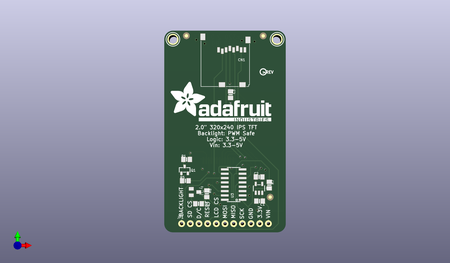 REV
adafruit
INDUSTRIES
2.0" 320x240 IPS TFT
Backlight: PWM Safe
Logic: 3.3-5V
Vin: 3.3-5V
BACKLIGHT
SD CS
D/C
RESET
LCD CS
MOSI
MISO
SCK
GND
3.3V
VIN